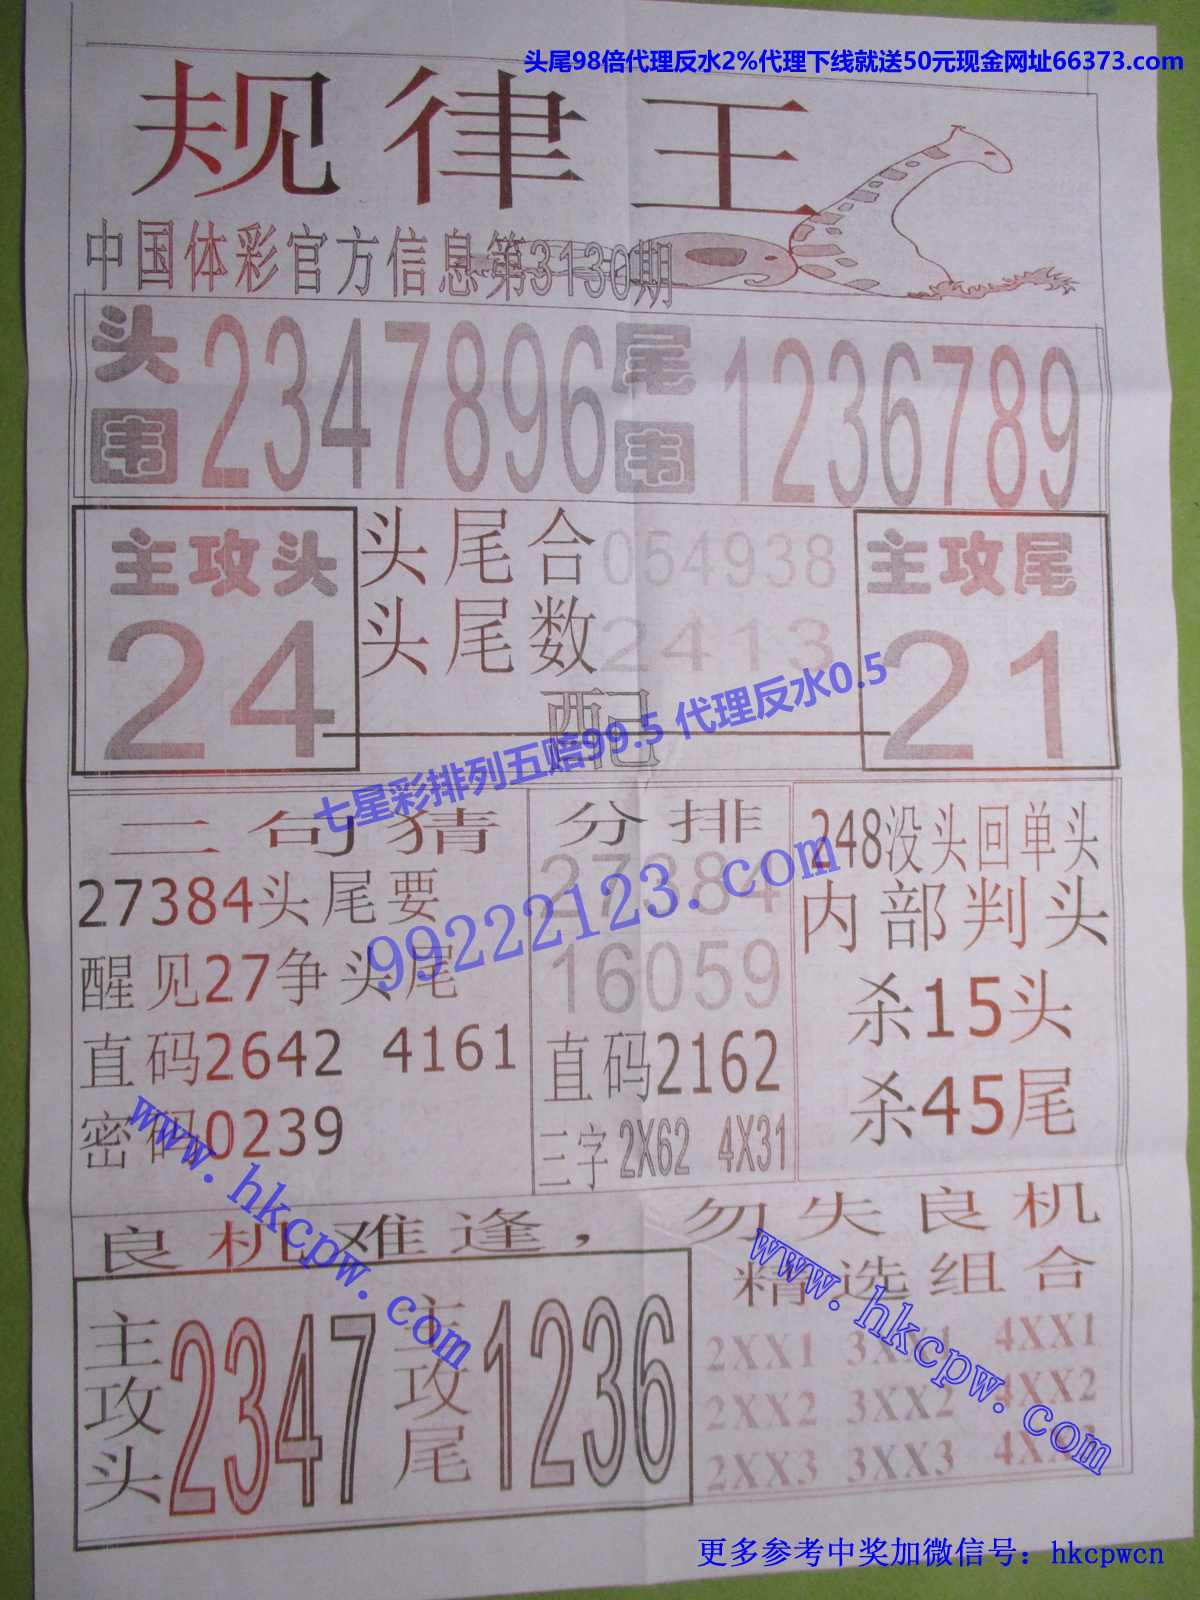 头尾98倍代理反水2%代理下线就送50元现金网址66373.com
规律王
中国体彩官方信息第3130期
头围 2347896 尾围 1236789
主攻头 24
头尾合 054938
头尾数 2413
配
主攻尾 21
七星彩排列五赔99.5 代理反水0.5
99222123.com
二句猜
27384头尾要
醒见27争头尾
直码2642 4161
密码0239
分排
27384
16059
直码2162
三字 2X62 4X31
248没头回单头
内部判头
杀15头
杀45尾
www.hkcpw.com
良机难逢，勿失良机
主攻头 2347 主攻尾 1236
精选组合
2XX1 3XX1 4XX1
2XX2 3XX2 4XX2
2XX3 3XX3
www.hkcpw.com
更多参考中奖加微信号：hkcpwcn